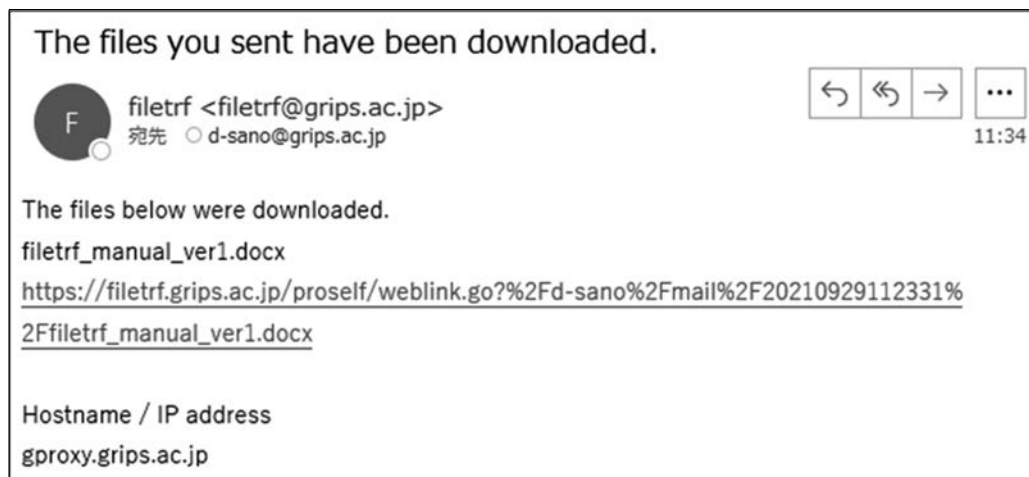 The files you sent have been downloaded.
F
filetrf <filetrf@grips.ac.jp>
宛先 d-sano@grips.ac.jp
11:34
The files below were downloaded.
filetrf_manual_ver1.docx
https://filetrf.grips.ac.jp/proself/weblink.go?%2Fd-sano%2Fmail%2F20210929112331%
2Ffiletrf_manual_ver1.docx
Hostname / IP address
gproxy.grips.ac.jp